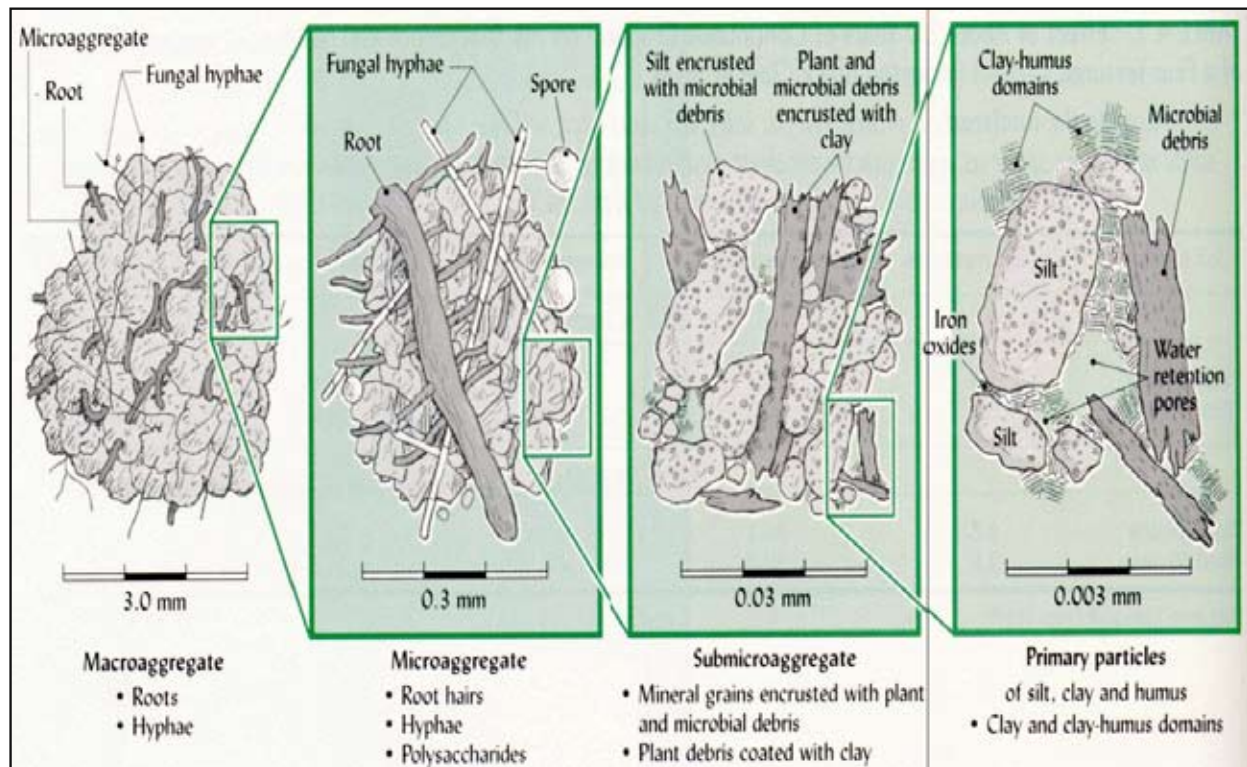 Microaggregate
Fungal hyphae
Root
3.0 mm
Macroaggregate
• Roots
• Hyphae
Fungal hyphae
Spore
Root
0.3 mm
Microaggregate
• Root hairs
• Hyphae
• Polysaccharides
Silt encrusted
with microbial
debris
Plant and
microbial debris
encrusted with
clay
0.03 mm
Submicroaggregate
• Mineral grains encrusted with plant
and microbial debris
• Plant debris coated with clay
Clay-humus
domains
Microbial
debris
Silt
Iron
oxides
Water
retention
pores
Silt
0.003 mm
Primary particles
of silt, clay and humus
• Clay and clay-humus domains